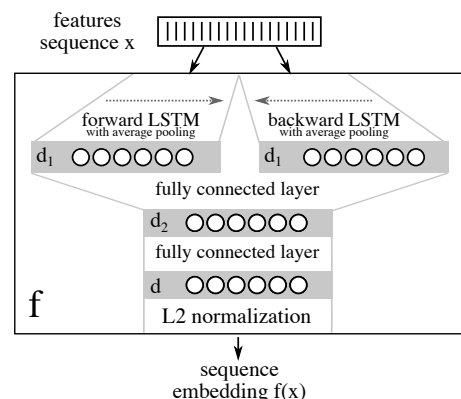 features
sequence x
forward LSTM
with average pooling
backward LSTM
with average pooling
d₁
d₁
fully connected layer
d₂
fully connected layer
d
f
L2 normalization
sequence
embedding f(x)